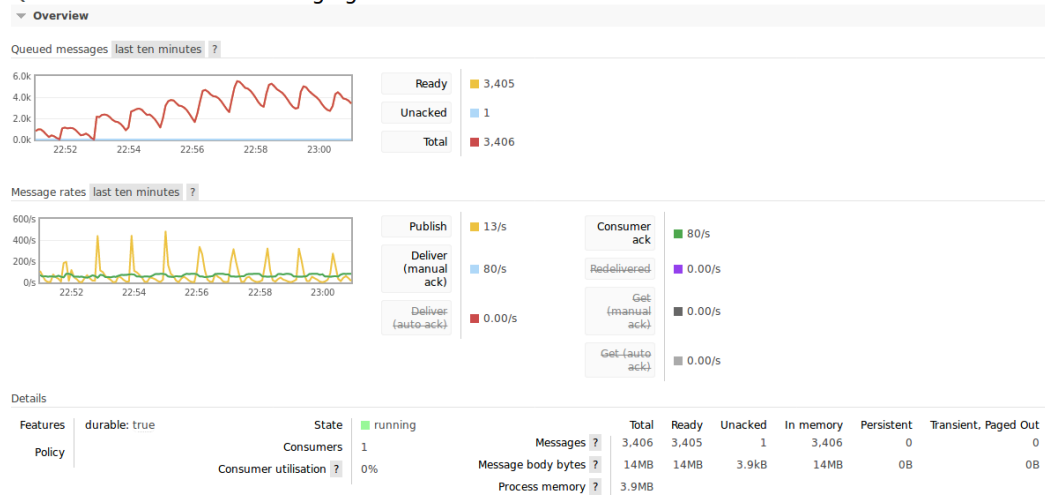 Overview
Queued messages last ten minutes ?
6.0k
4.0k
2.0k
0.0k
22:52 22:54 22:56 22:58 23:00
Ready 3,405
Unacked 1
Total 3,406
Message rates last ten minutes ?
600/s
400/s
200/s
0/s
22:52 22:54 22:56 22:58 23:00
Publish 13/s
Deliver
(manual
ack)
80/s
Deliver
(auto ack)
0.00/s
Consumer
ack
80/s
Redelivered 0.00/s
Get
(manual
ack)
0.00/s
Get (auto
ack)
0.00/s
Details
Features durable: true
Policy
State running
Consumers 1
Consumer utilisation ? 0%
Total Ready Unacked In memory Persistent Transient, Paged Out
Messages ? 3,406 3,405 1 3,406 0 0
Message body bytes ? 14MB 14MB 3.9kB 14MB 0B 0B
Process memory ? 3.9MB